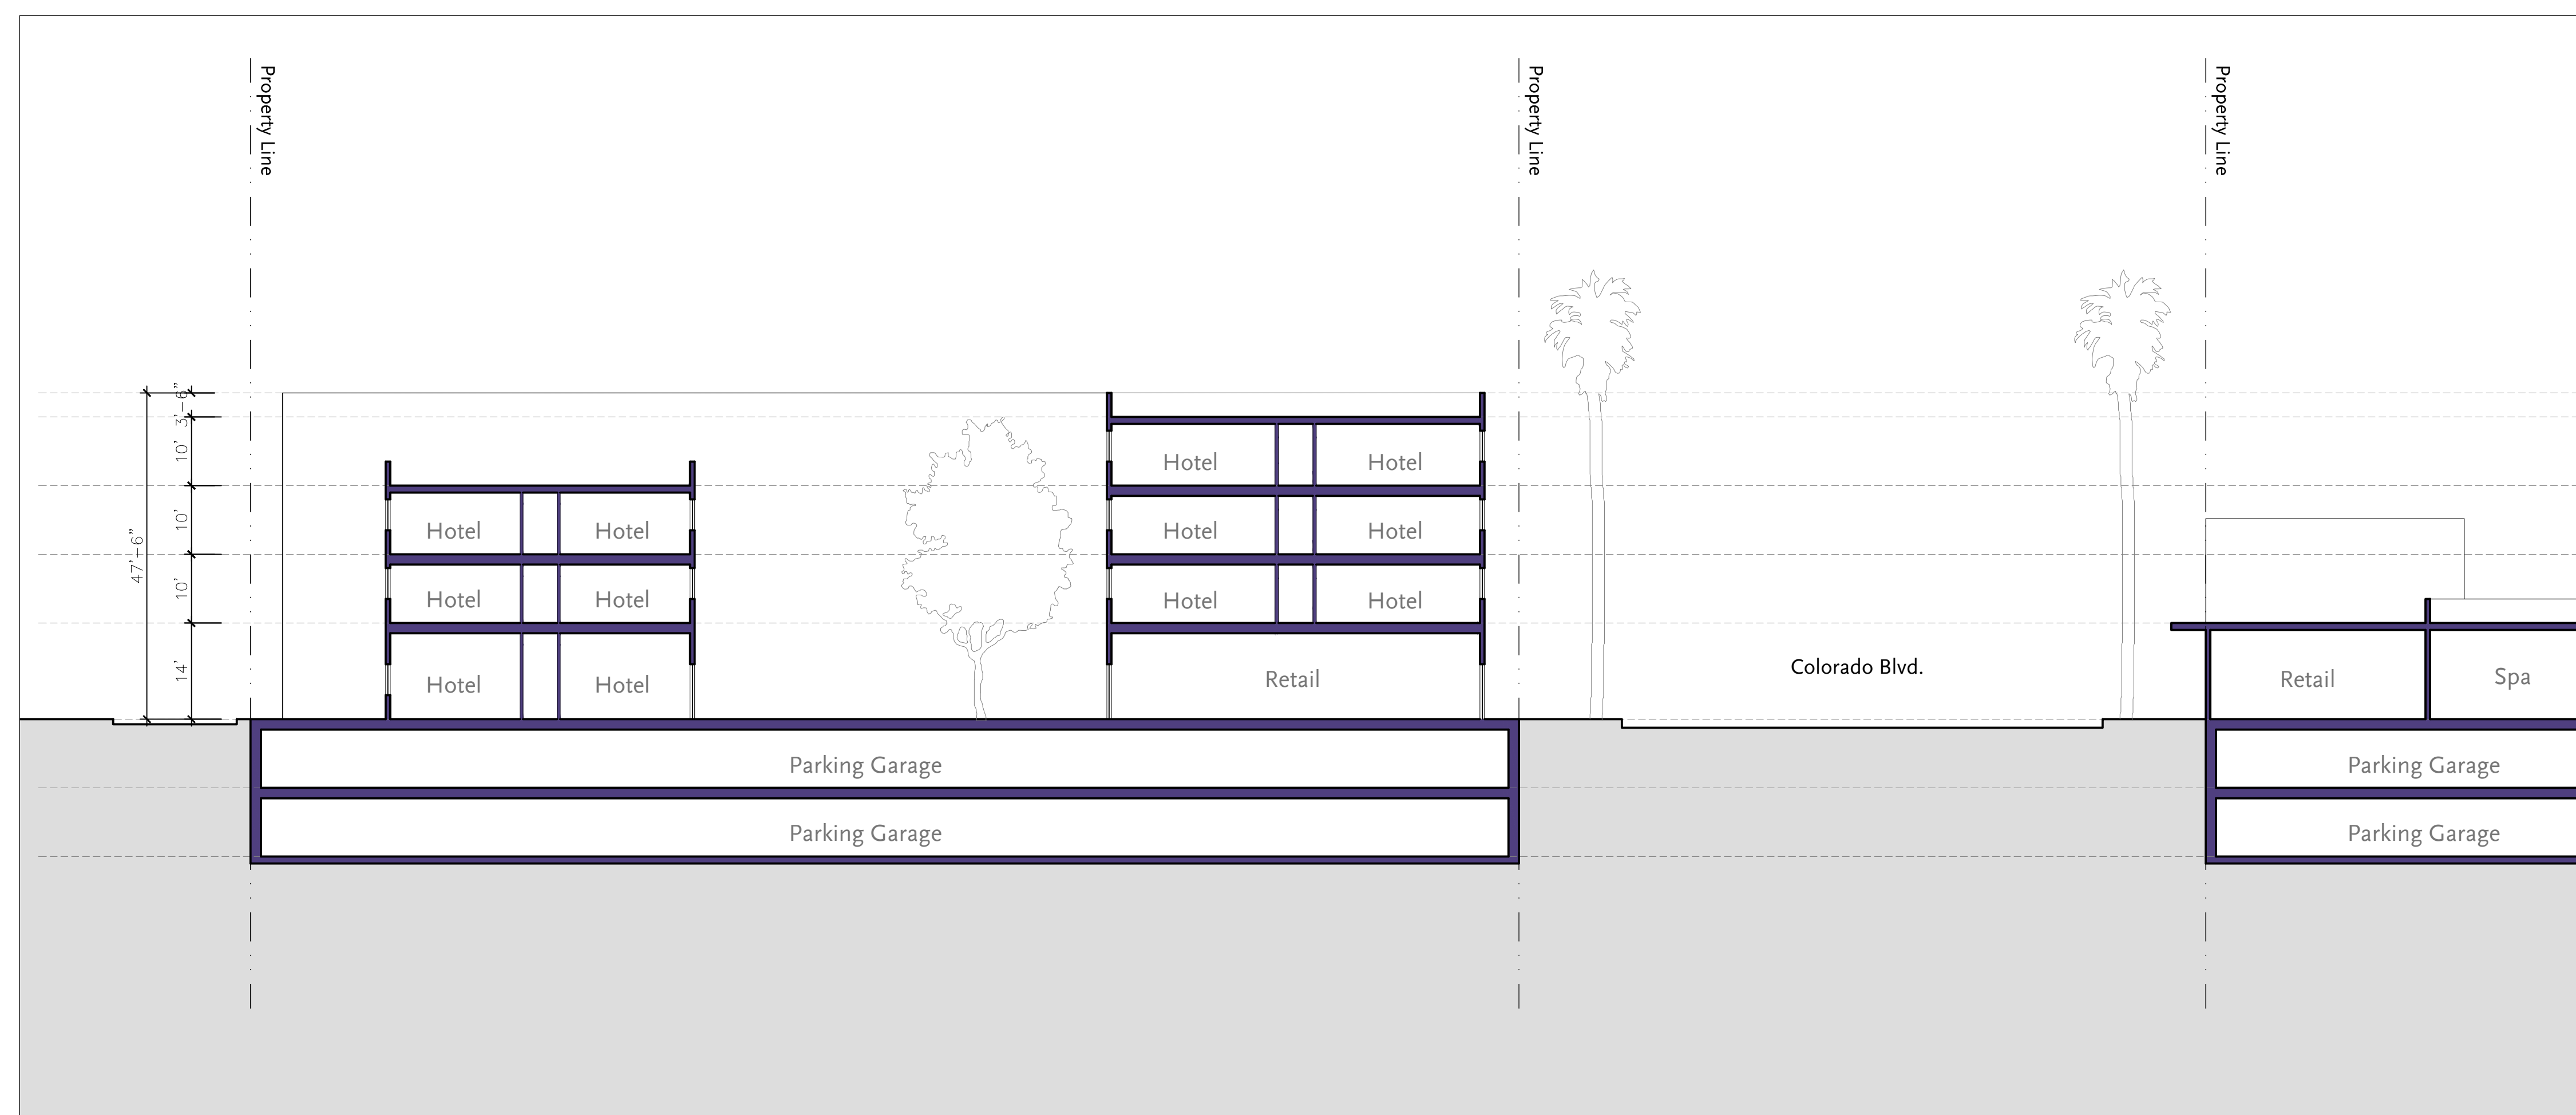 Property Line
Property Line
Property Line
3'-6"
10'
10'
10'
14'
47'-6"
Hotel Hotel
Hotel Hotel
Hotel Hotel
Hotel Hotel
Hotel Hotel
Hotel Hotel
Retail
Colorado Blvd.
Retail
Spa
Parking Garage
Parking Garage
Parking Garage
Parking Garage